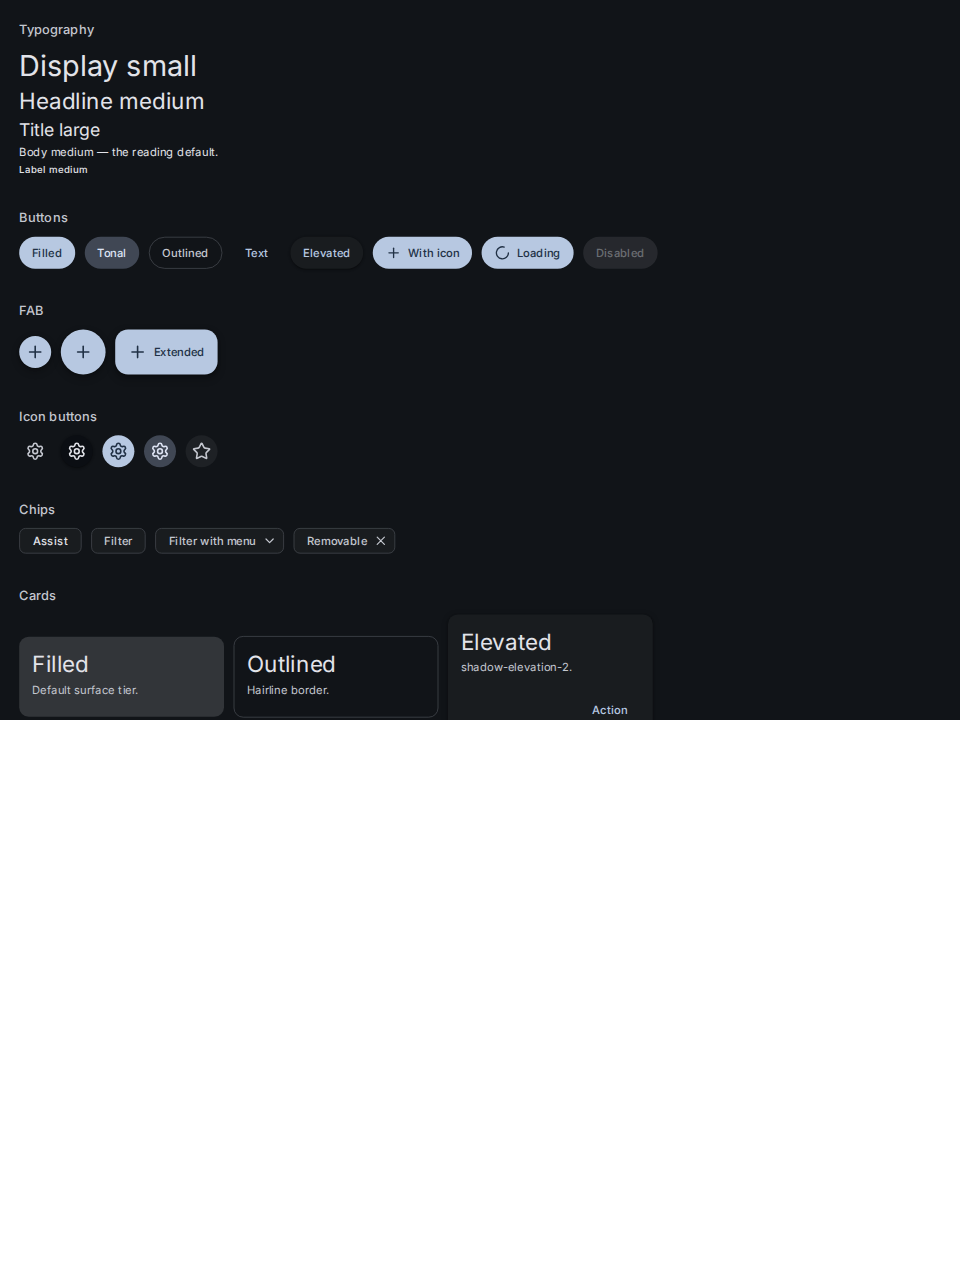 Typography
Display small
Headline medium
Title large
Body medium — the reading default.
Label medium
Buttons
Filled Tonal Outlined Text Elevated With icon Loading Disabled
FAB
Extended
Icon buttons
Chips
Assist Filter Filter with menu Removable
Cards
Filled
Default surface tier.
Outlined
Hairline border.
Elevated
shadow-elevation-2.
Action